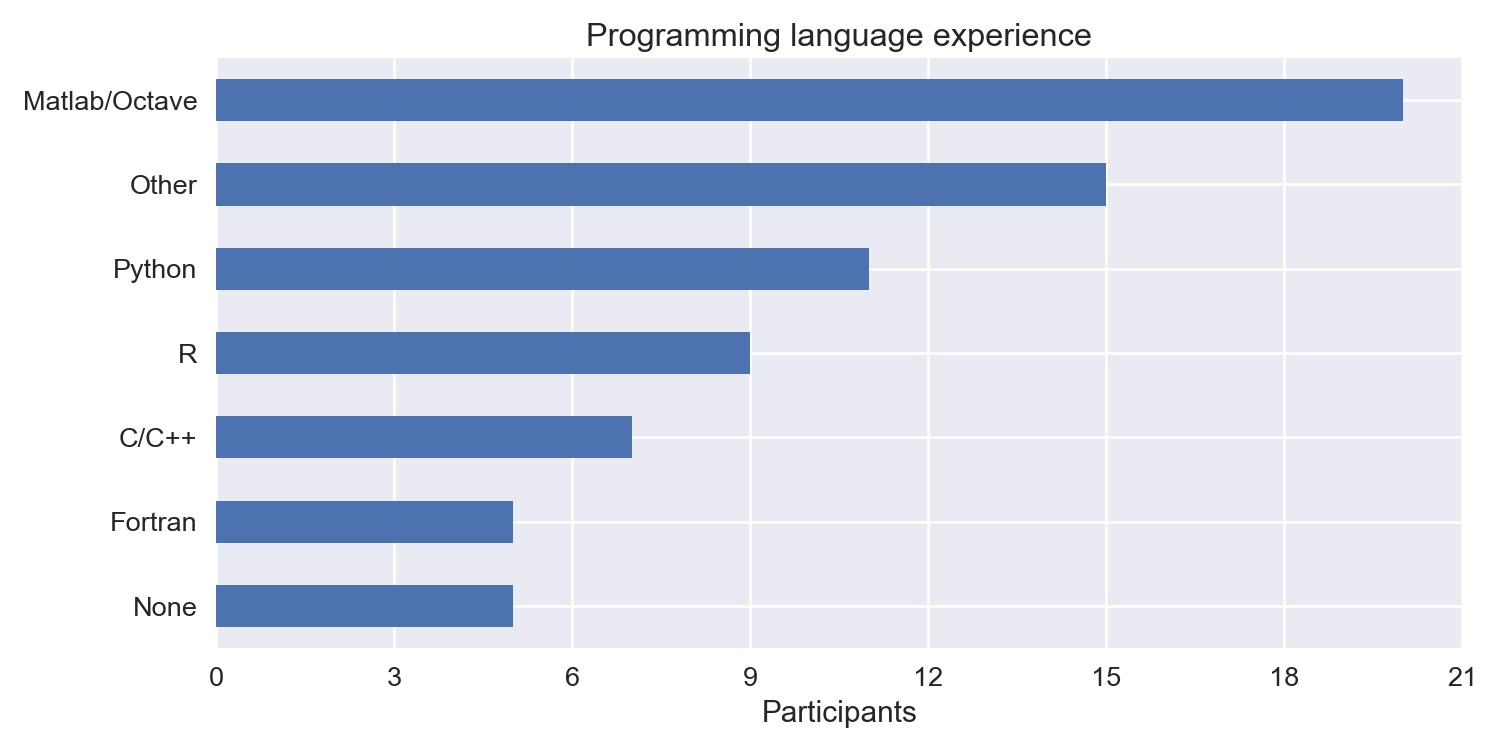 Programming language experience
Matlab/Octave
Other
Python
R
C/C++
Fortran
None
0 3 6 9 12 15 18 21
Participants